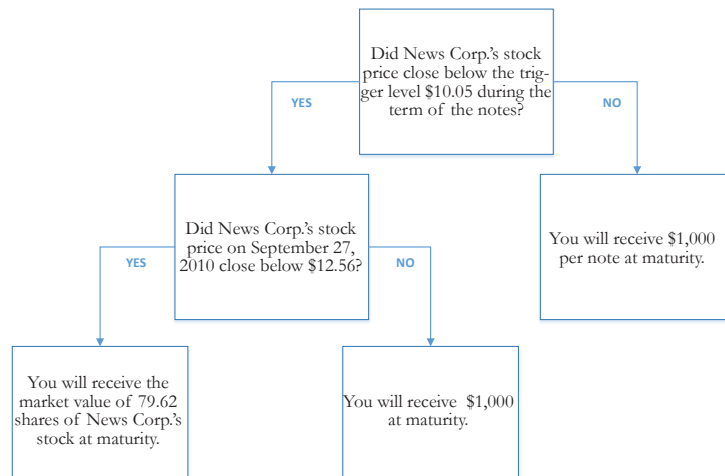 Did News Corp.'s stock
price close below the trig-
ger level $10.05 during the
term of the notes?
YES
NO
Did News Corp.'s stock
price on September 27,
2010 close below $12.56?
You will receive $1,000
per note at maturity.
YES
NO
You will receive the
market value of 79.62
shares of News Corp.'s
stock at maturity.
You will receive $1,000
at maturity.